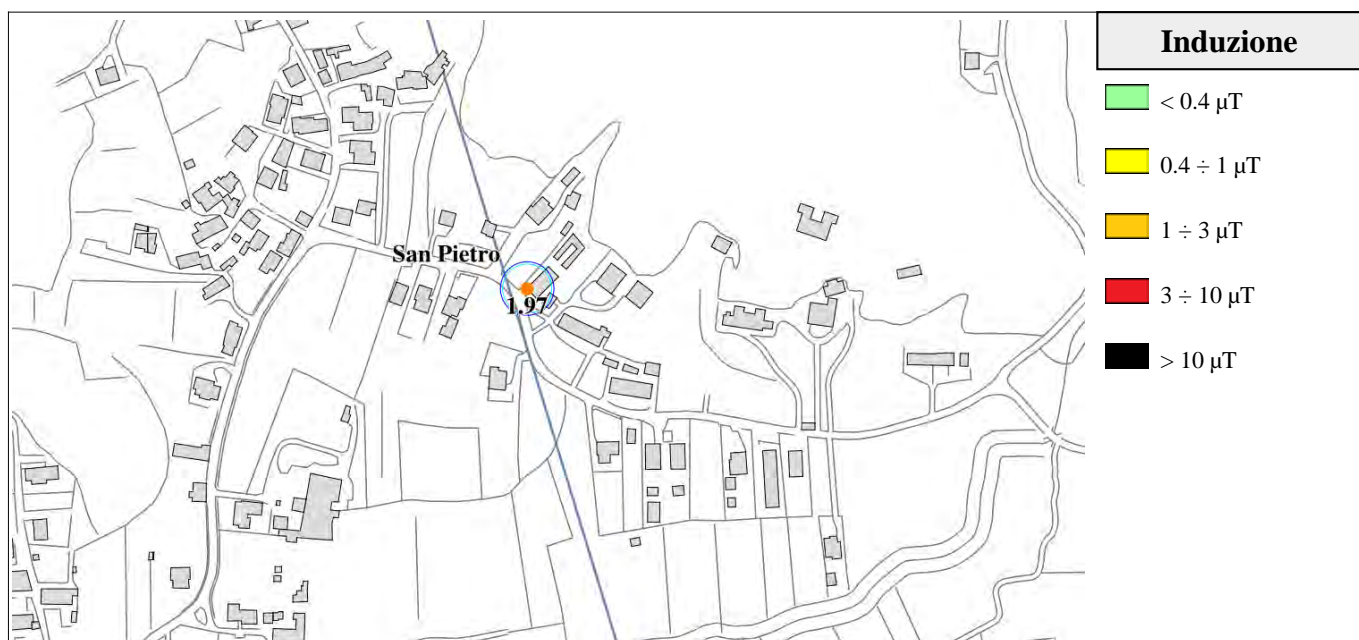 Induzione
< 0.4 µT
0.4 ÷ 1 µT
1 ÷ 3 µT
3 ÷ 10 µT
> 10 µT
San Pietro
1.97